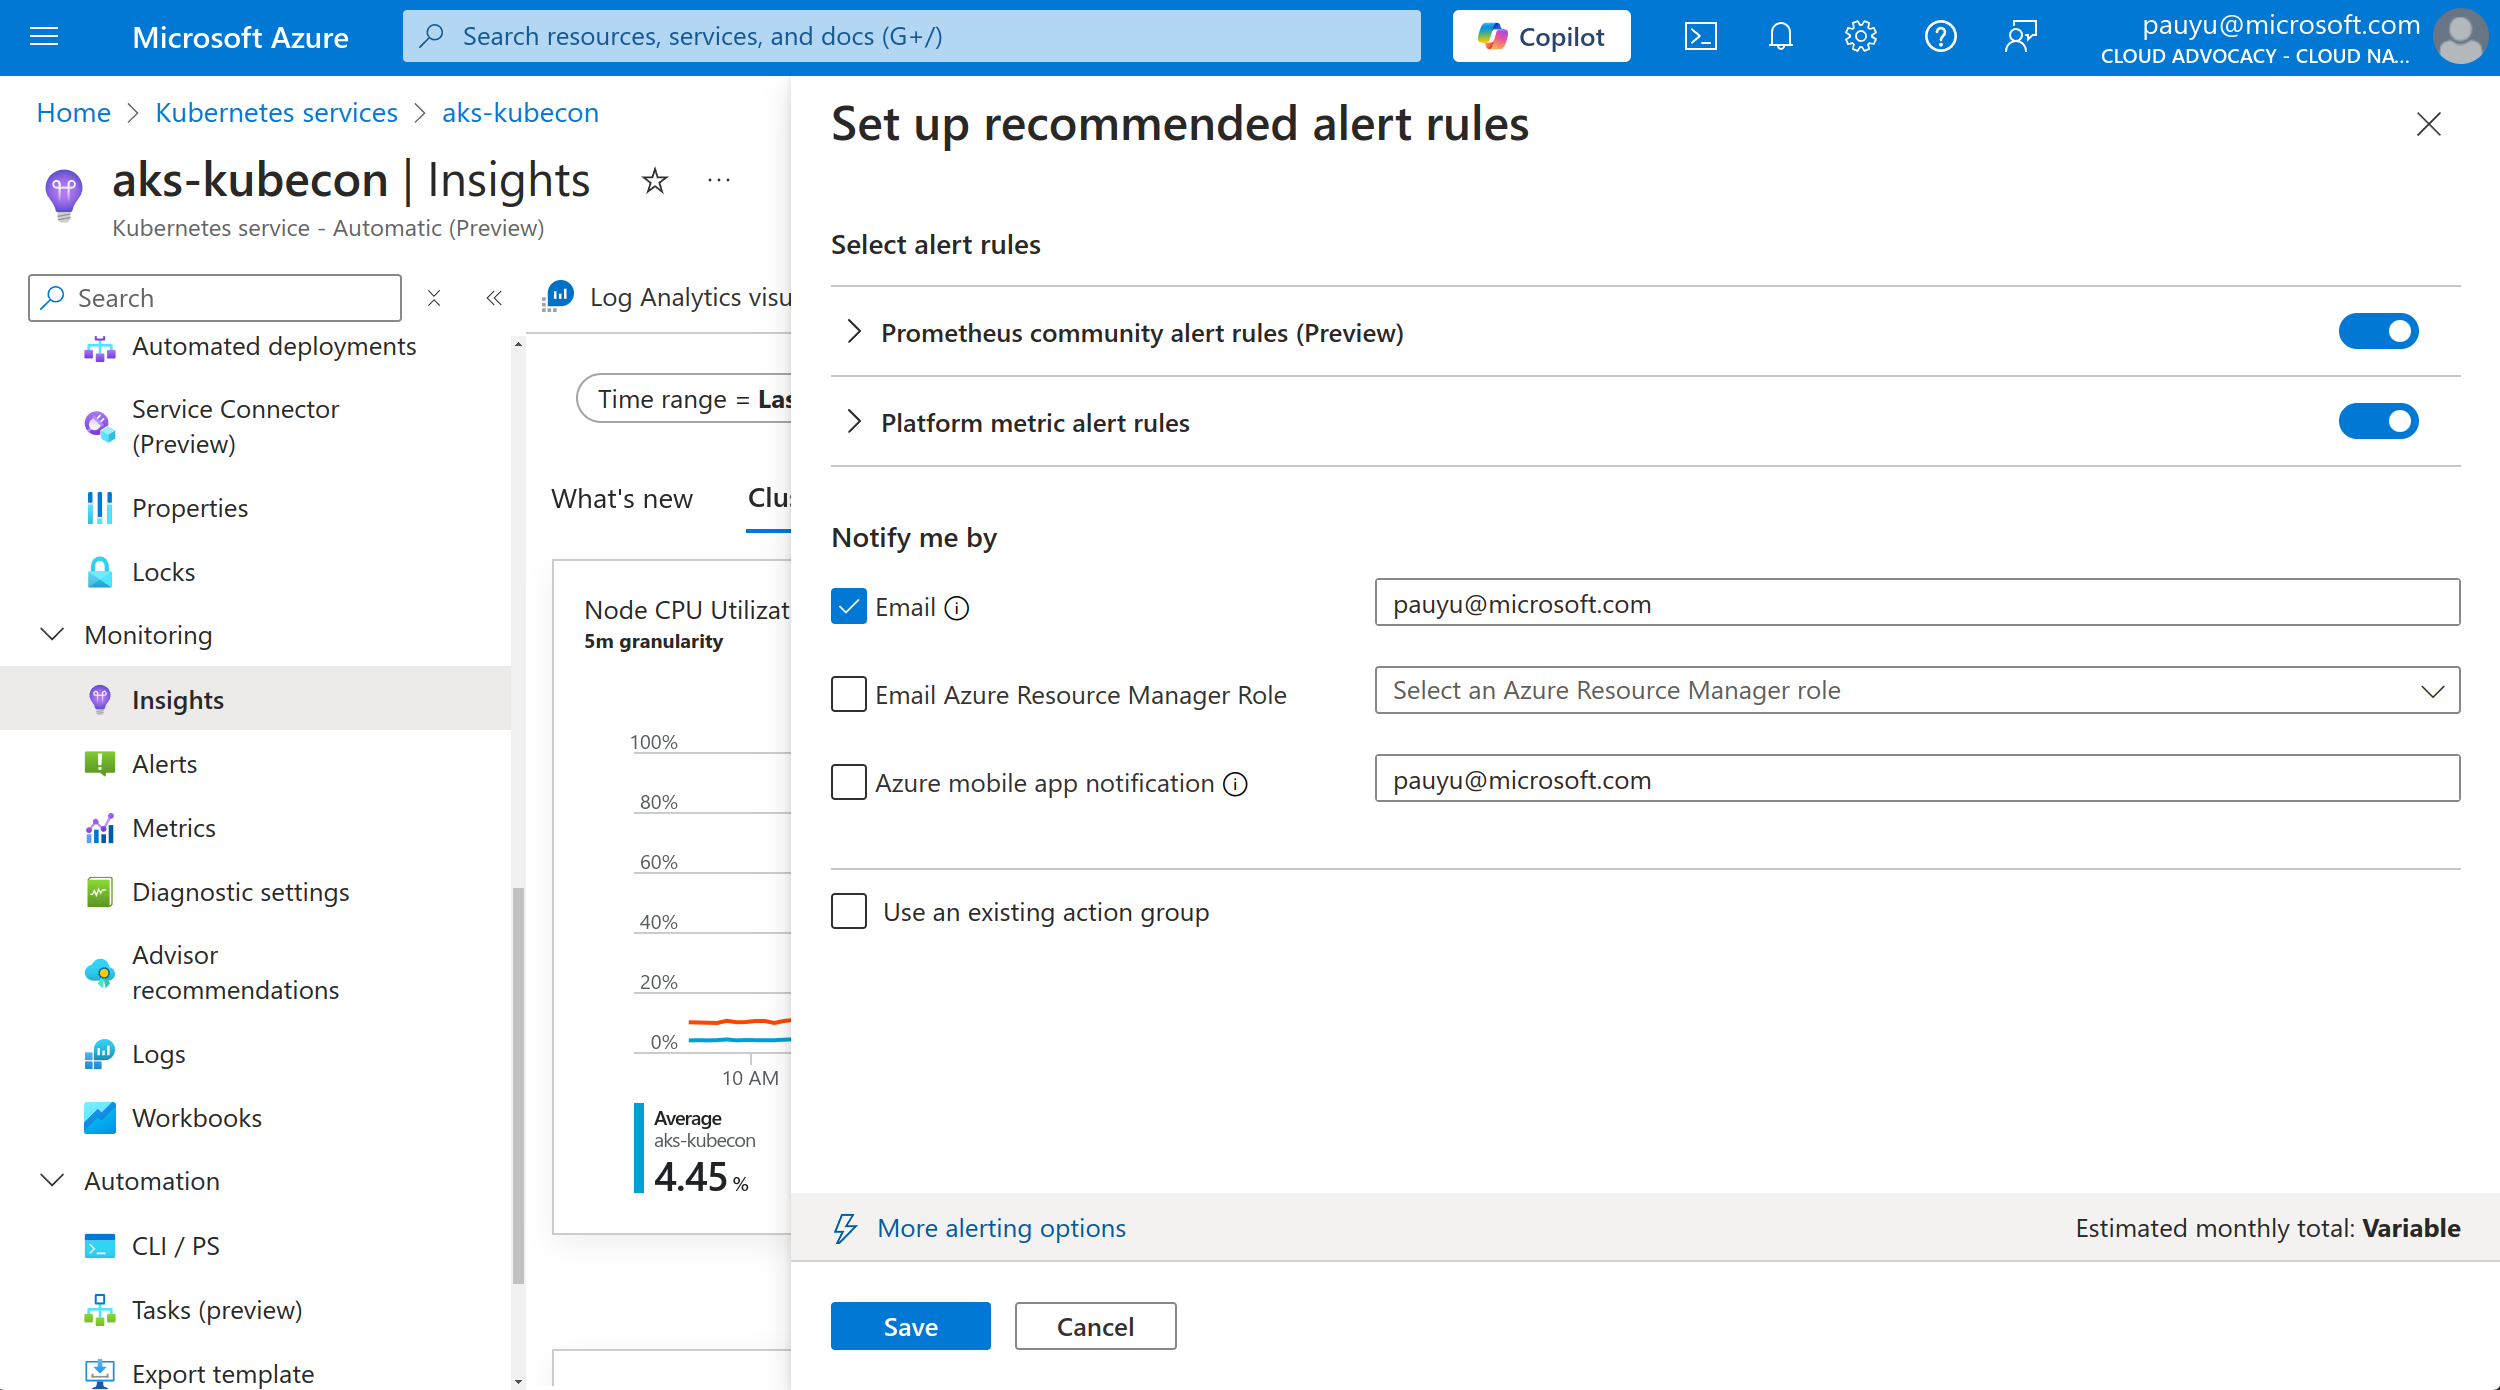 Microsoft Azure
Search resources, services, and docs (G+/)
Copilot
pauyu@microsoft.com
CLOUD ADVOCACY - CLOUD NA...
Home > Kubernetes services > aks-kubecon
aks-kubecon | Insights
Kubernetes service - Automatic (Preview)
Search
Automated deployments
Service Connector
(Preview)
Properties
Locks
Monitoring
Insights
Alerts
Metrics
Diagnostic settings
Advisor
recommendations
Logs
Workbooks
Automation
CLI / PS
Tasks (preview)
Export template
Log Analytics visu
Time range = Las
What's new
Clu
Node CPU Utilizat
5m granularity
100%
80%
60%
40%
20%
0%
10 AM
Average
aks-kubecon
4.45 %
Set up recommended alert rules
Select alert rules
Prometheus community alert rules (Preview)
Platform metric alert rules
Notify me by
Email
pauyu@microsoft.com
Email Azure Resource Manager Role
Select an Azure Resource Manager role
Azure mobile app notification
pauyu@microsoft.com
Use an existing action group
More alerting options
Estimated monthly total: Variable
Save
Cancel